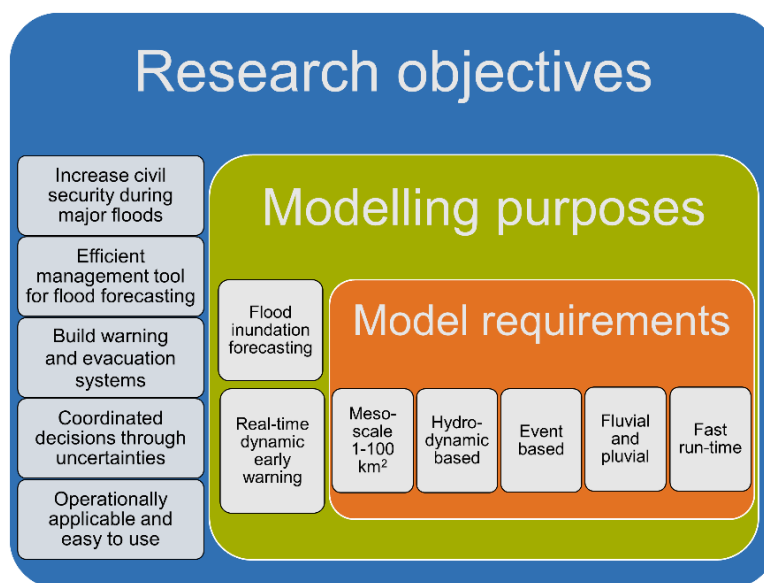 Research objectives
Increase civil
security during
major floods
Efficient
management tool
for flood forecasting
Build warning
and evacuation
systems
Coordinated
decisions through
uncertainties
Operationally
applicable and
easy to use
Modelling purposes
Flood
inundation
forecasting
Real-time
dynamic
early
warning
Model requirements
Meso-
scale
1-100
km²
Hydro-
dynamic
based
Event
based
Fluvial
and
pluvial
Fast
run-time